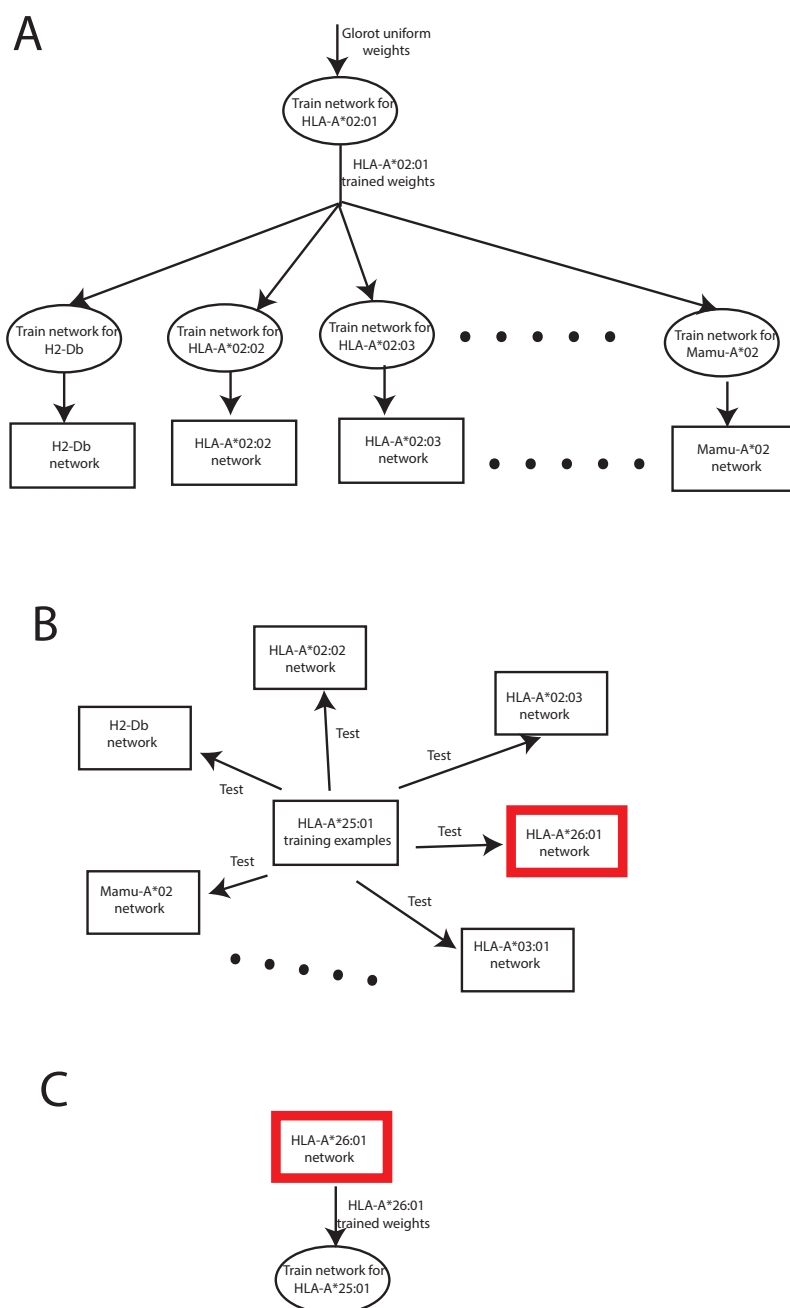 A
Glorot uniform
weights
Train network for
HLA-A*02:01
HLA-A*02:01
trained weights
Train network for
H2-Db
Train network for
HLA-A*02:02
Train network for
HLA-A*02:03
Train network for
Mamu-A*02
H2-Db
network
HLA-A*02:02
network
HLA-A*02:03
network
Mamu-A*02
network
B
HLA-A*02:02
network
HLA-A*02:03
network
H2-Db
network
Test
Test
Test
HLA-A*25:01
training examples
Test
HLA-A*26:01
network
Mamu-A*02
network
Test
Test
HLA-A*03:01
network
C
HLA-A*26:01
network
HLA-A*26:01
trained weights
Train network for
HLA-A*25:01